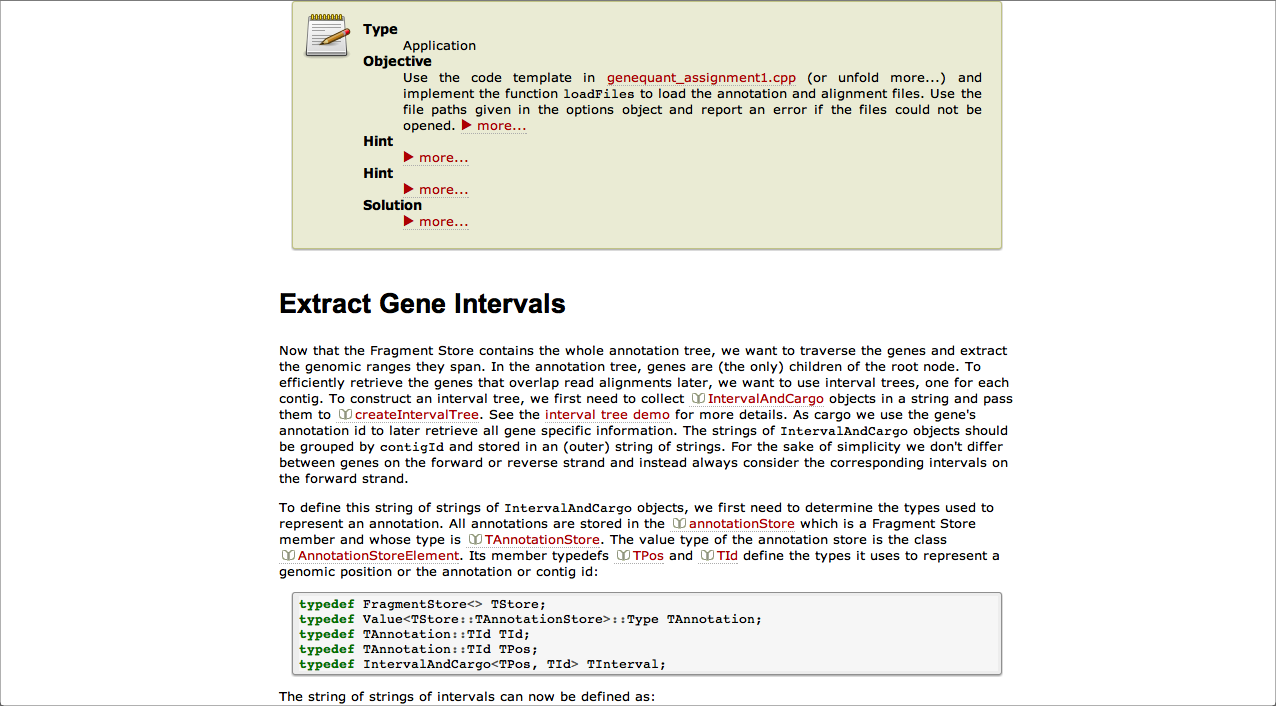 Type
Application
Objective
Use the code template in genequant_assignment1.cpp (or unfold more...) and
implement the function loadFiles to load the annotation and alignment files. Use the
file paths given in the options object and report an error if the files could not be
opened. ▶ more...
Hint
▶ more...
Hint
▶ more...
Solution
▶ more...
Extract Gene Intervals
Now that the Fragment Store contains the whole annotation tree, we want to traverse the genes and extract
the genomic ranges they span. In the annotation tree, genes are (the only) children of the root node. To
efficiently retrieve the genes that overlap read alignments later, we want to use interval trees, one for each
contig. To construct an interval tree, we first need to collect IntervalAndCargo objects in a string and pass
them to createIntervalTree. See the interval tree demo for more details. As cargo we use the gene's
annotation id to later retrieve all gene specific information. The strings of IntervalAndCargo objects should
be grouped by contigId and stored in an (outer) string of strings. For the sake of simplicity we don't differ
between genes on the forward or reverse strand and instead always consider the corresponding intervals on
the forward strand.
To define this string of strings of IntervalAndCargo objects, we first need to determine the types used to
represent an annotation. All annotations are stored in the annotationStore which is a Fragment Store
member and whose type is TAnnotationStore. The value type of the annotation store is the class
AnnotationStoreElement. Its member typedefs TPos and TId define the types it uses to represent a
genomic position or the annotation or contig id:
typedef FragmentStore<> TStore;
typedef Value<TStore::TAnnotationStore>::Type TAnnotation;
typedef TAnnotation::TId TId;
typedef TAnnotation::TId TPos;
typedef IntervalAndCargo<TPos, TId> TInterval;
The string of strings of intervals can now be defined as: